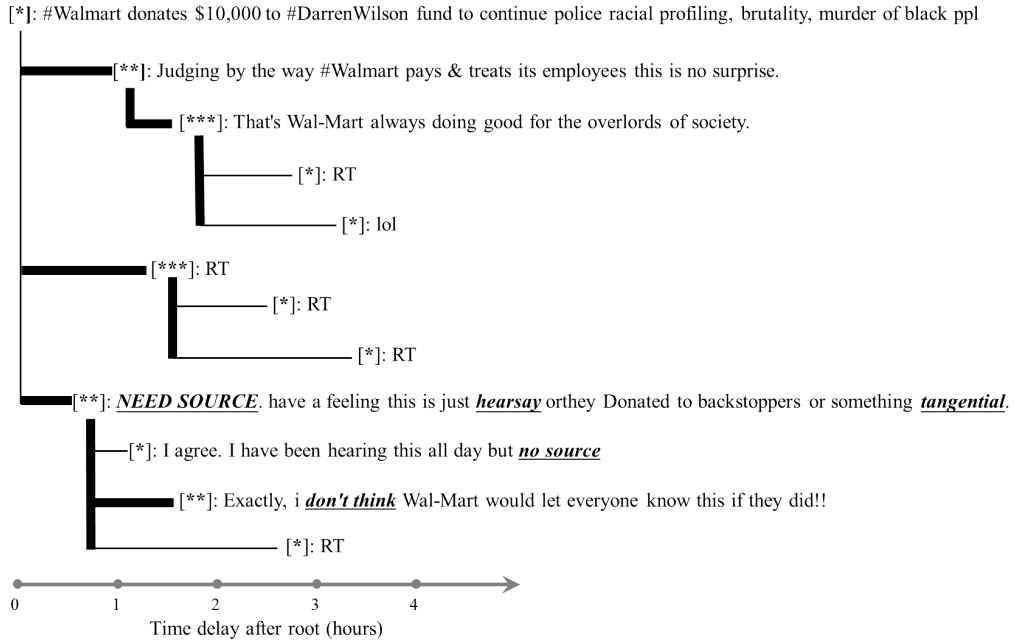 [*]: #Walmart donates $10,000 to #DarrenWilson fund to continue police racial profiling, brutality, murder of black ppl
[**]: Judging by the way #Walmart pays & treats its employees this is no surprise.
[***]: That's Wal-Mart always doing good for the overlords of society.
[*]: RT
[*]: lol
[***]: RT
[*]: RT
[*]: RT
[**]: NEED SOURCE. have a feeling this is just hearsay orthey Donated to backstoppers or something tangential.
[*]: I agree. I have been hearing this all day but no source
[**]: Exactly, i don't think Wal-Mart would let everyone know this if they did!!
[*]: RT
0 1 2 3 4
Time delay after root (hours)